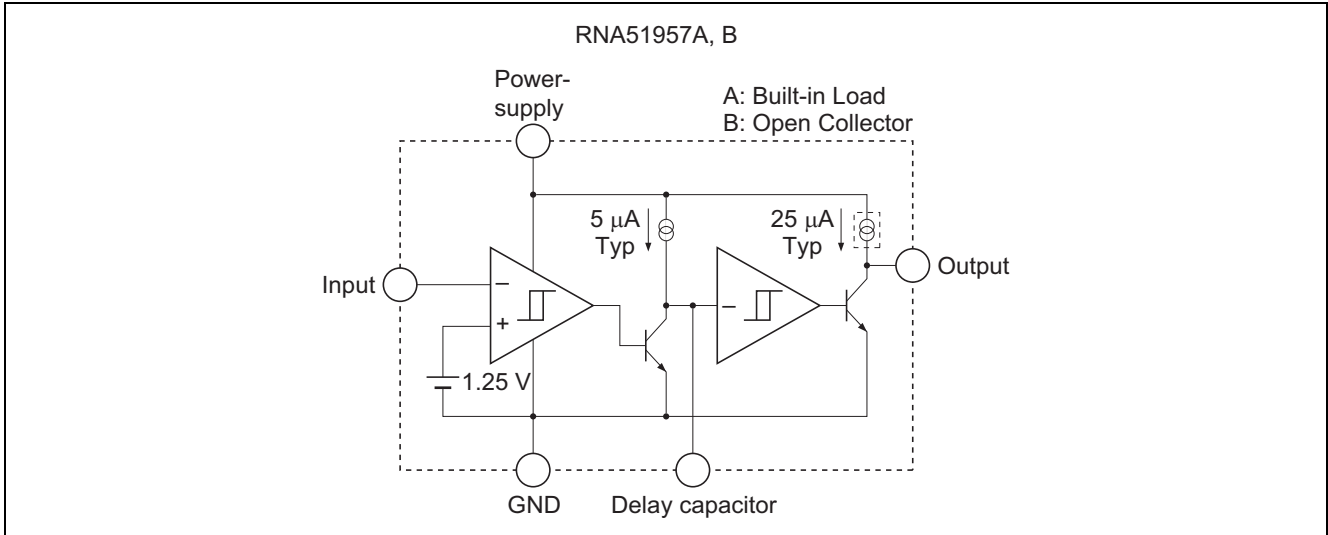 RNA51957A, B
Power-
supply
A: Built-in Load
B: Open Collector
5 μA
Typ
25 μA
Typ
Input
−
+
−
Output
1.25 V
GND
Delay capacitor